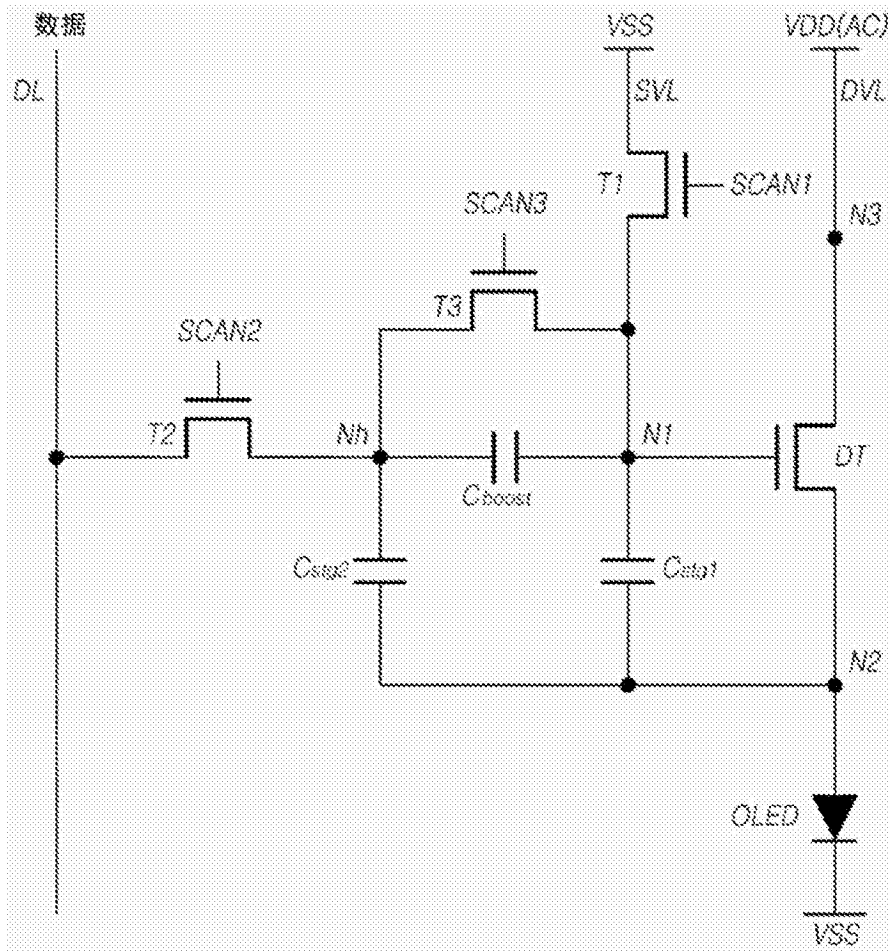 数据
VSS
VDD(AC)
DL
SVL
DVL
T1
SCAN1
SCAN3
N3
T3
SCAN2
T2
Nh
N1
DT
Cboost
Cstg2
Cstg1
N2
OLED
VSS